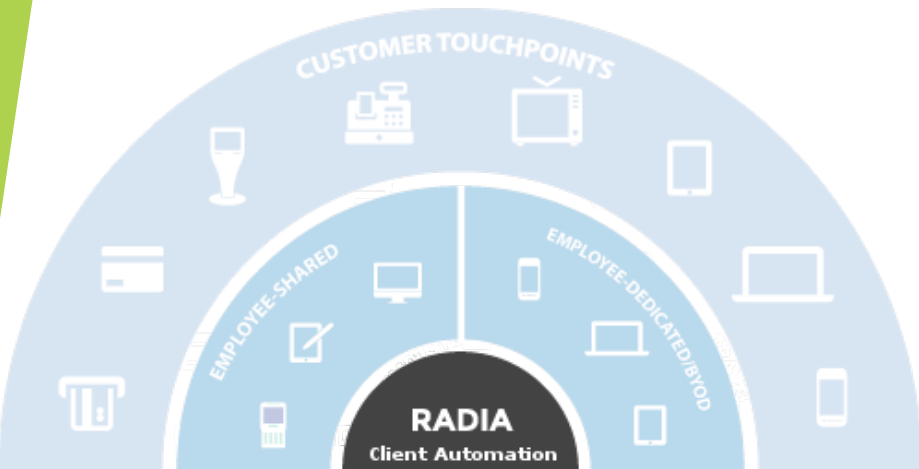 CUSTOMER TOUCHPOINTS
EMPLOYEE-SHARED
EMPLOYEE-DEDICATED/BYOD
RADIA
Client Automation